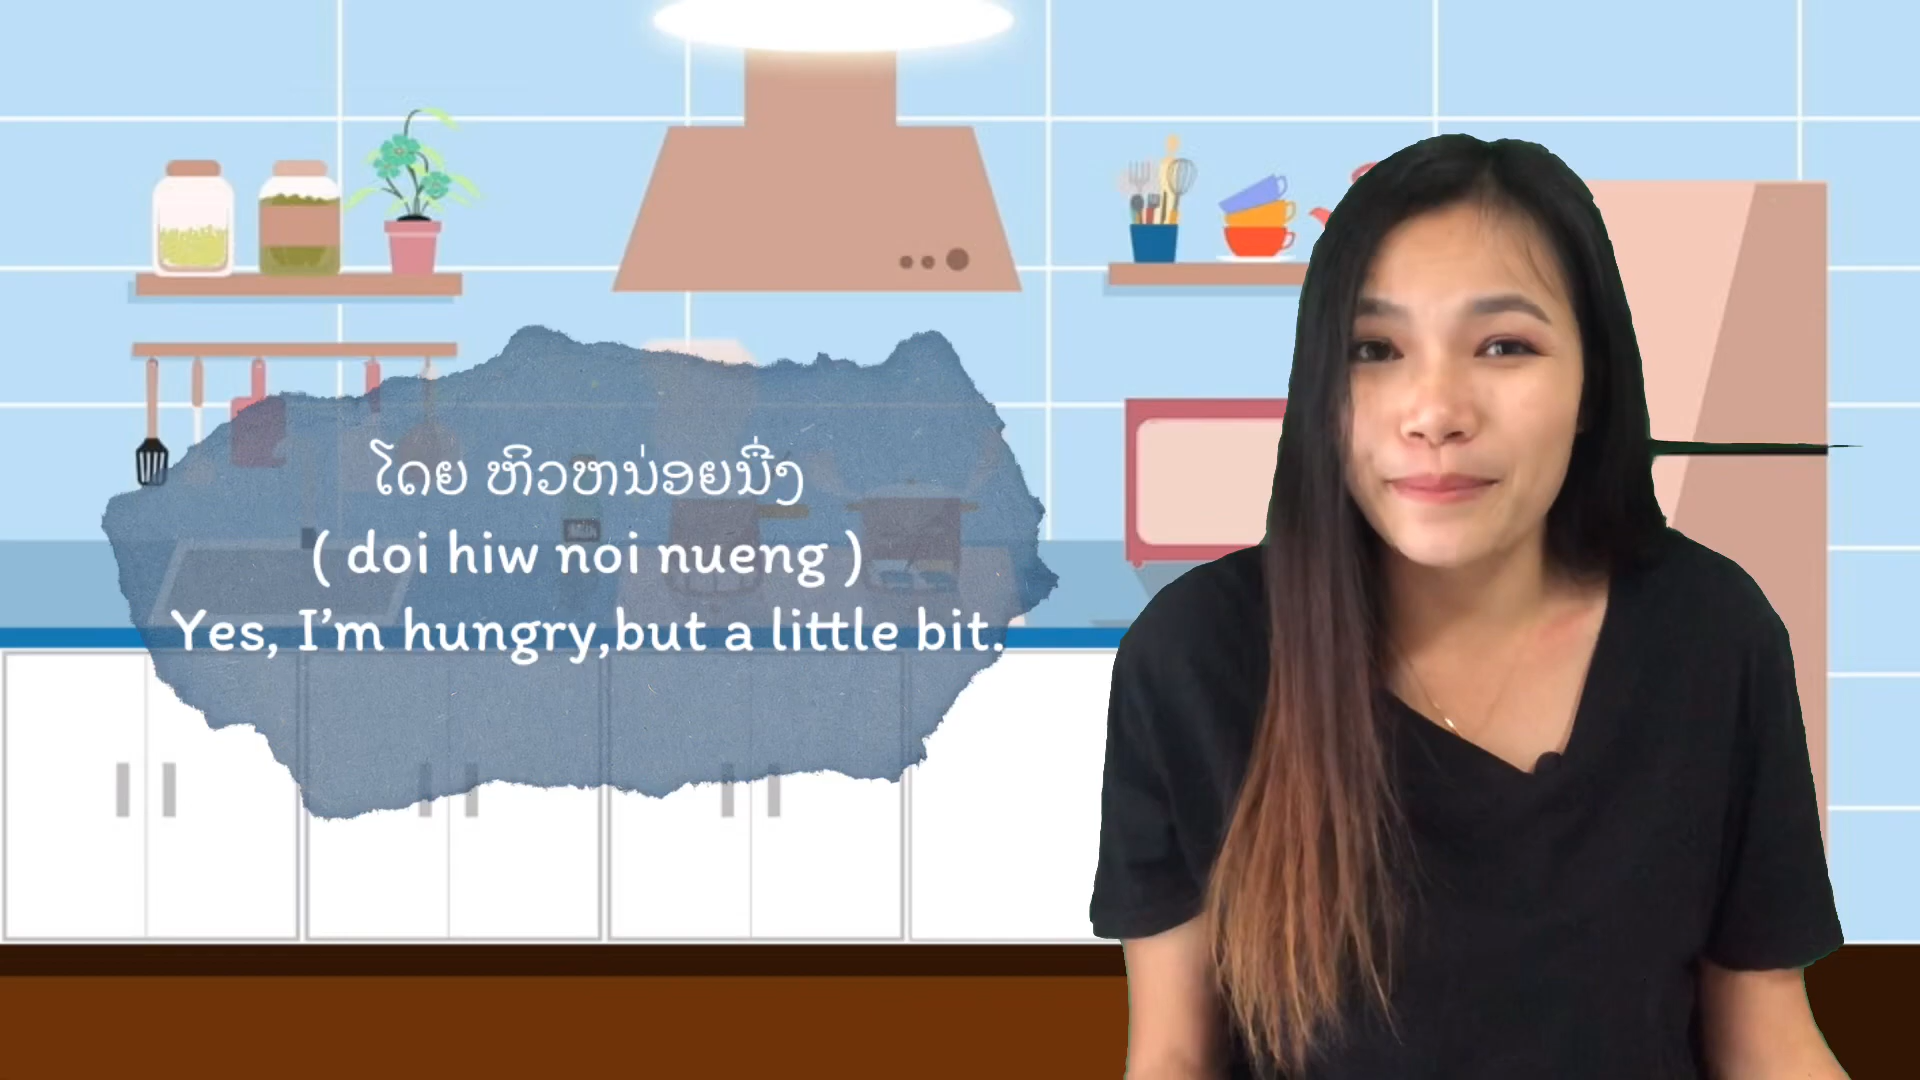 ໂດຍ ຫິວຫນ່ອຍນຶ່ງ
( doi hiw noi nueng )
Yes, I'm hungry,but a little bit.